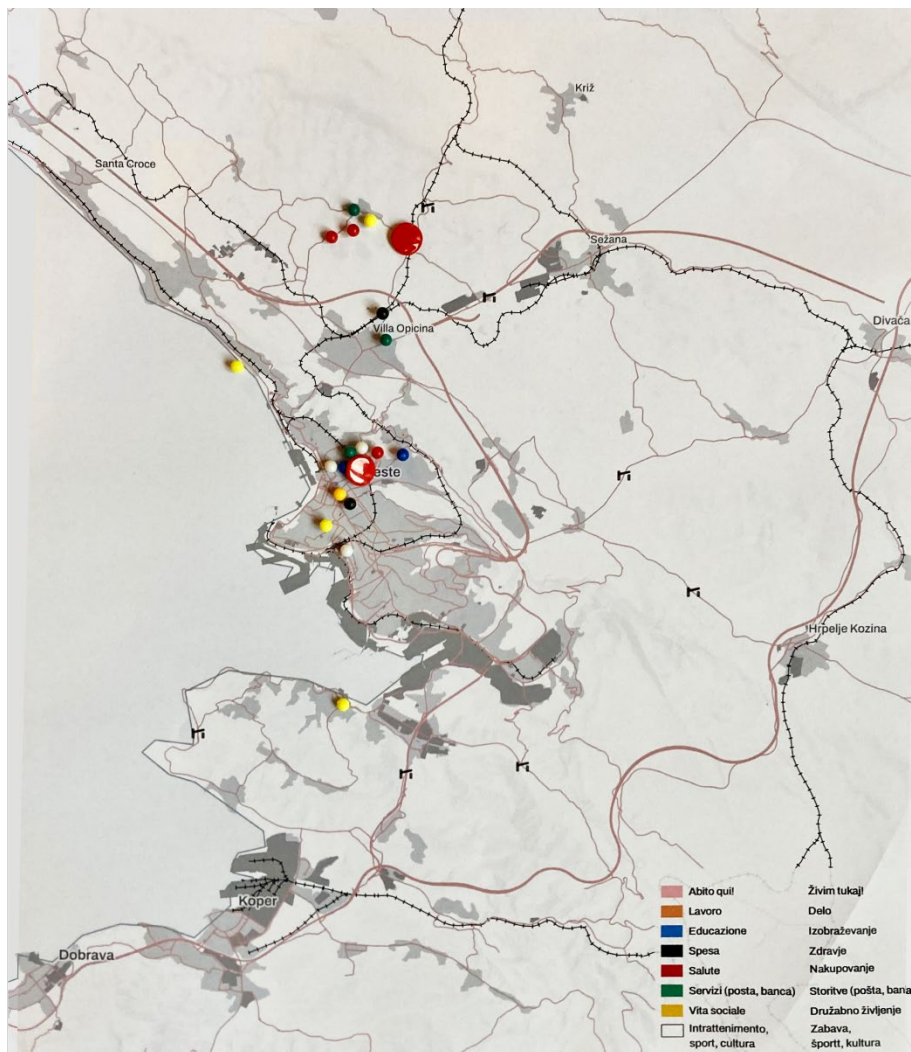 Križ
Santa Croce
Sežana
Divača
Villa Opicina
este
Hrpelje Kozina
Koper
Dobrava
Abito qui! Živim tukaj!
Lavoro Delo
Educazione Izobraževanje
Spesa Zdravje
Salute Nakupovanje
Servizi (posta, banca) Storitve (pošta, bana
Vita sociale Družabno življenje
Intrattenimento, Zabava,
sport, cultura športt, kultura